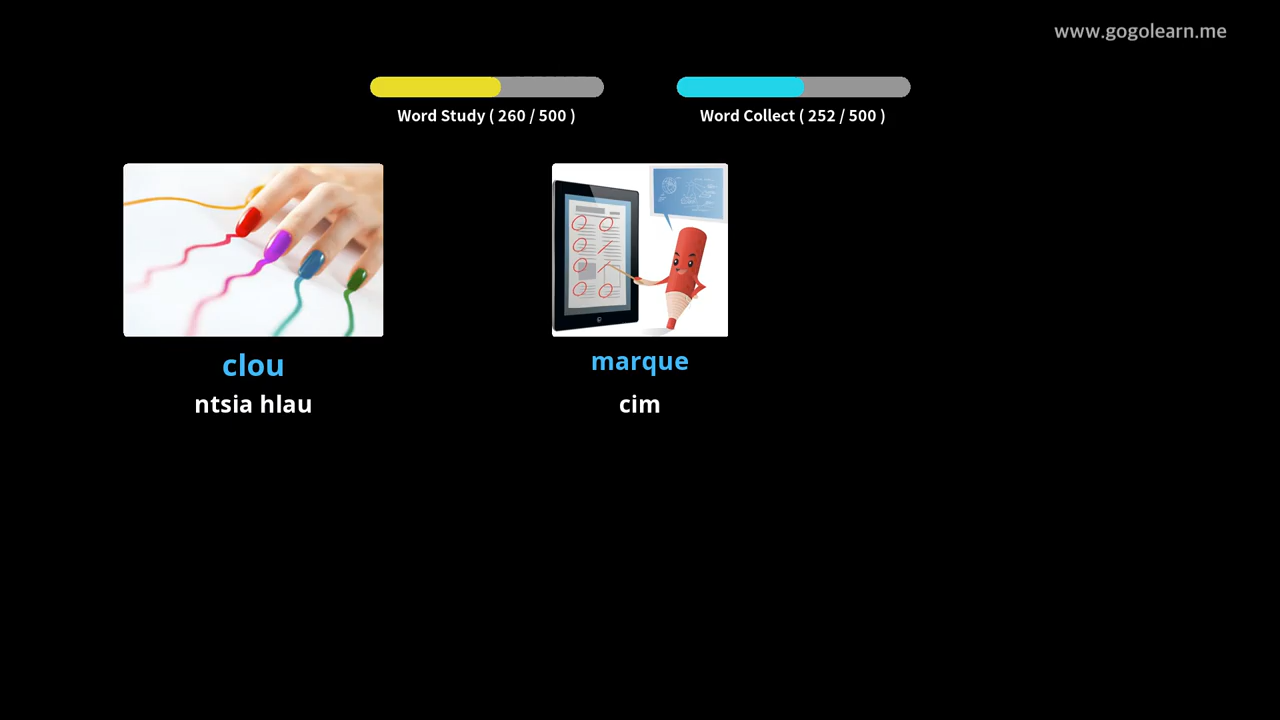 www.gogolearn.me
Word Study ( 260 / 500 )
Word Collect ( 252 / 500 )
clou
marque
ntsia hlau
cim